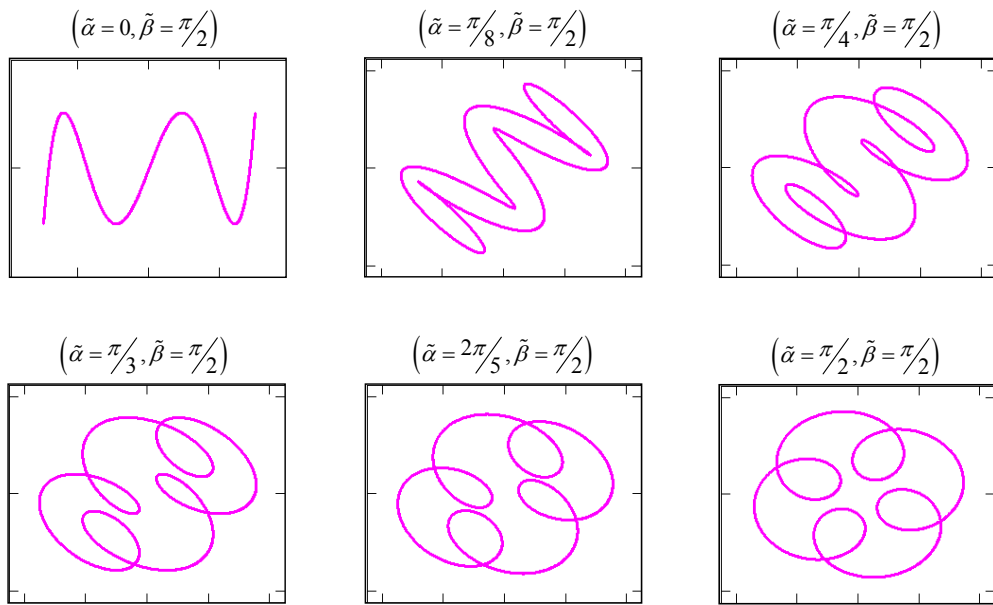 (α̃ = 0, β̃ = π/2)
(α̃ = π/8, β̃ = π/2)
(α̃ = π/4, β̃ = π/2)
(α̃ = π/3, β̃ = π/2)
(α̃ = 2π/5, β̃ = π/2)
(α̃ = π/2, β̃ = π/2)